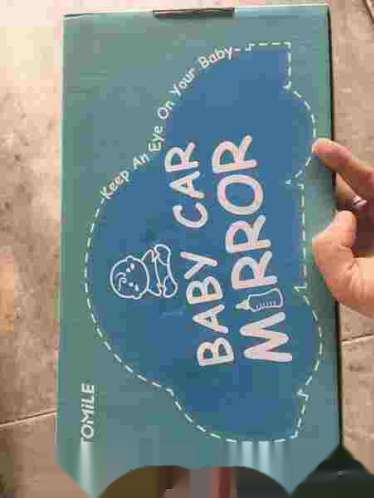 Keep An Eye On Your Baby
BABY CAR
MIRROR
TOMiLE